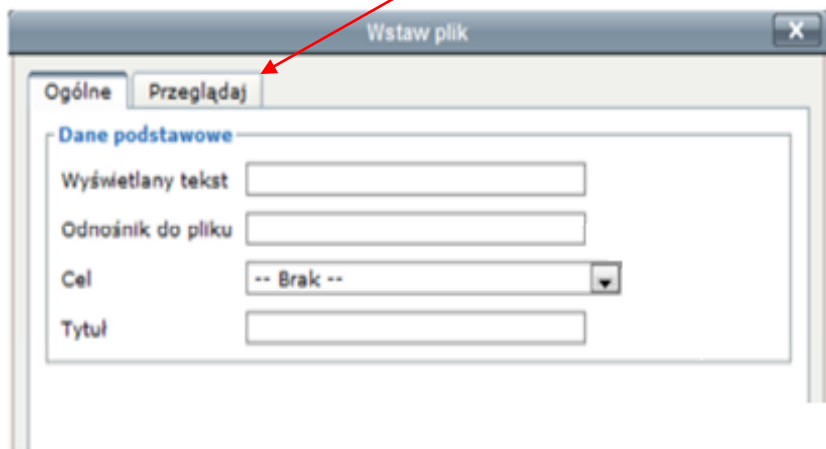 Wstaw plik
Ogólne Przeglądaj
Dane podstawowe
Wyświetlany tekst
Odnośnik do pliku
Cel -- Brak --
Tytuł